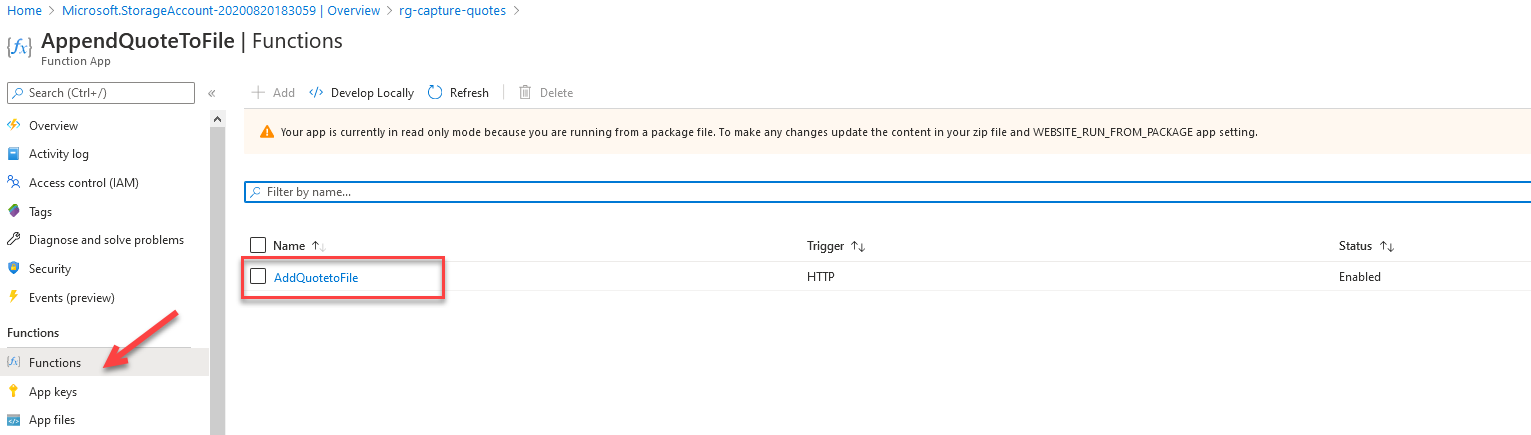 Home > Microsoft.StorageAccount-20200820183059 | Overview > rg-capture-quotes >
AppendQuoteToFile | Functions
Function App
Search (Ctrl+/) «
Overview
Activity log
Access control (IAM)
Tags
Diagnose and solve problems
Security
Events (preview)
Functions
Functions
App keys
App files
Add Develop Locally Refresh Delete
Your app is currently in read only mode because you are running from a package file. To make any changes update the content in your zip file and WEBSITE_RUN_FROM_PACKAGE app setting.
Filter by name...
Name ↑↓ Trigger ↑↓ Status ↑↓
AddQuotetoFile HTTP Enabled